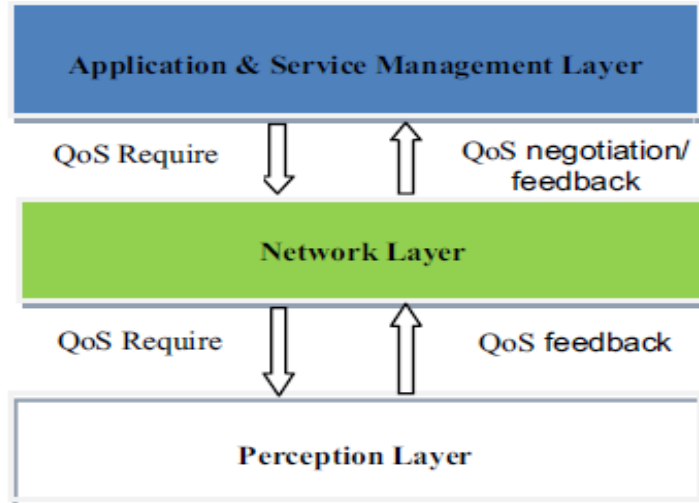 Application & Service Management Layer
QoS Require
QoS negotiation/
feedback
Network Layer
QoS Require
QoS feedback
Perception Layer